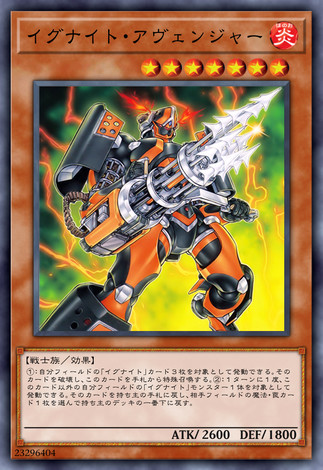 イグナイト・アヴェンジャー
炎
【戦士族/効果】
①:自分フィールドの「イグナイト」カード3枚を対象として発動できる。その
カードを破壊し、このカードを手札から特殊召喚する。②:1ターンに1度、こ
のカード以外の自分フィールドの「イグナイト」モンスター1体を対象として発動
できる。そのカードを持ち主の手札に戻し、相手フィールドの魔法・罠カー
ド1枚を選んで持ち主のデッキの一番下に戻す。
ATK/ 2600 DEF/1800
23296404